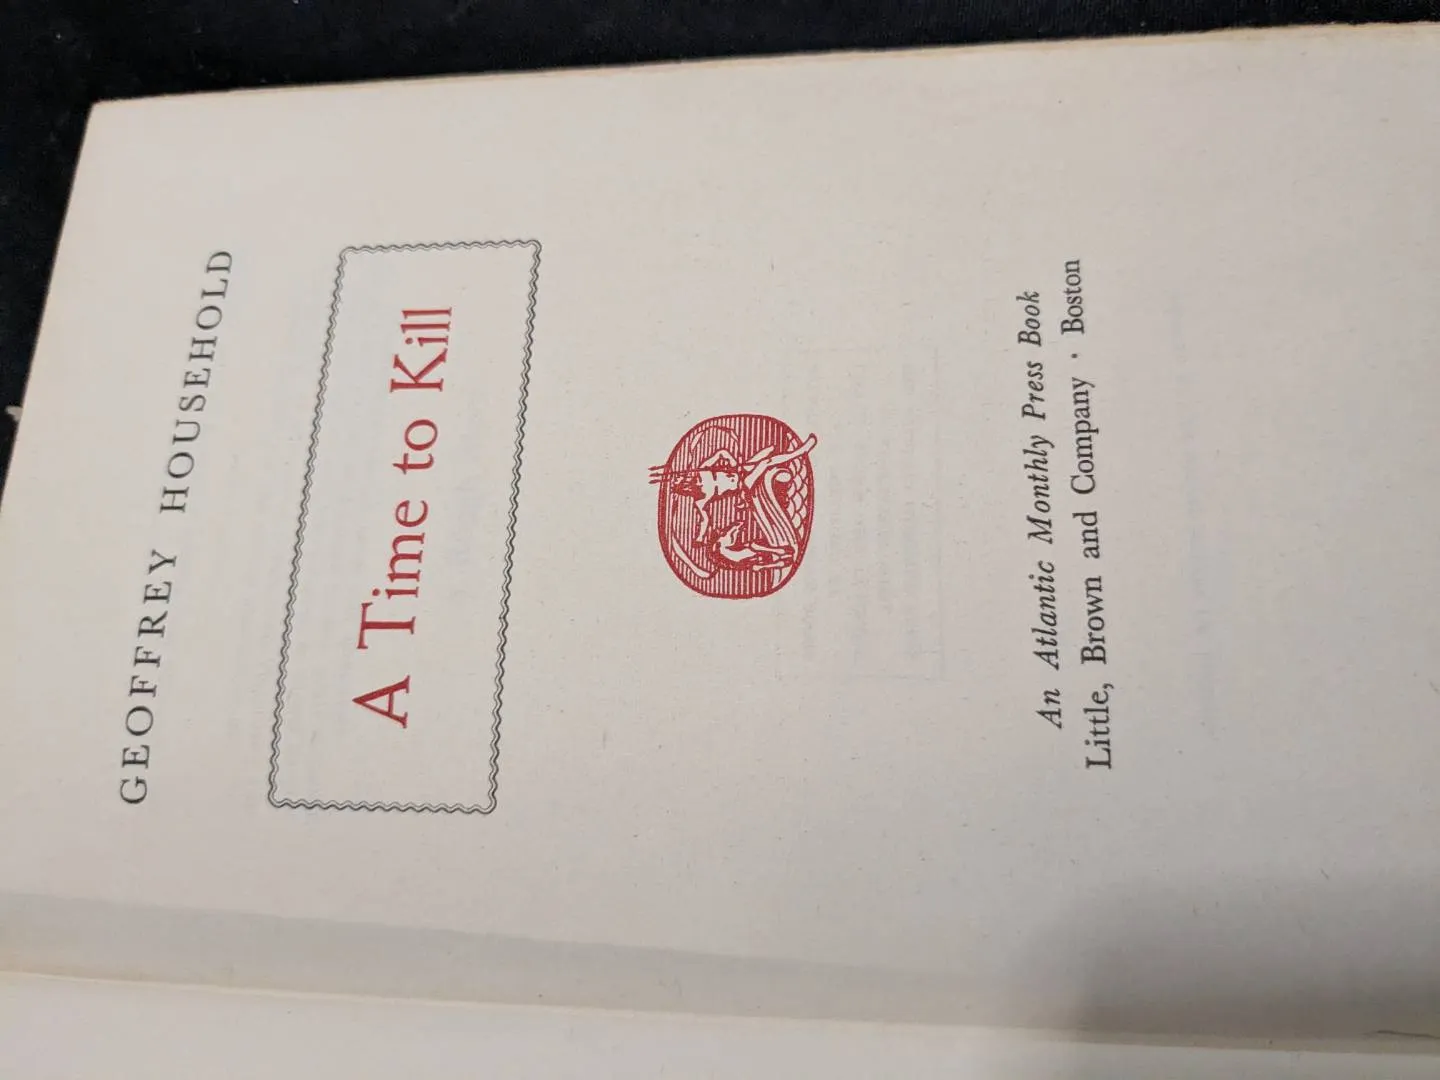 GEOFFREY HOUSEHOLD
A Time to Kill
An Atlantic Monthly Press Book
Little, Brown and Company · Boston